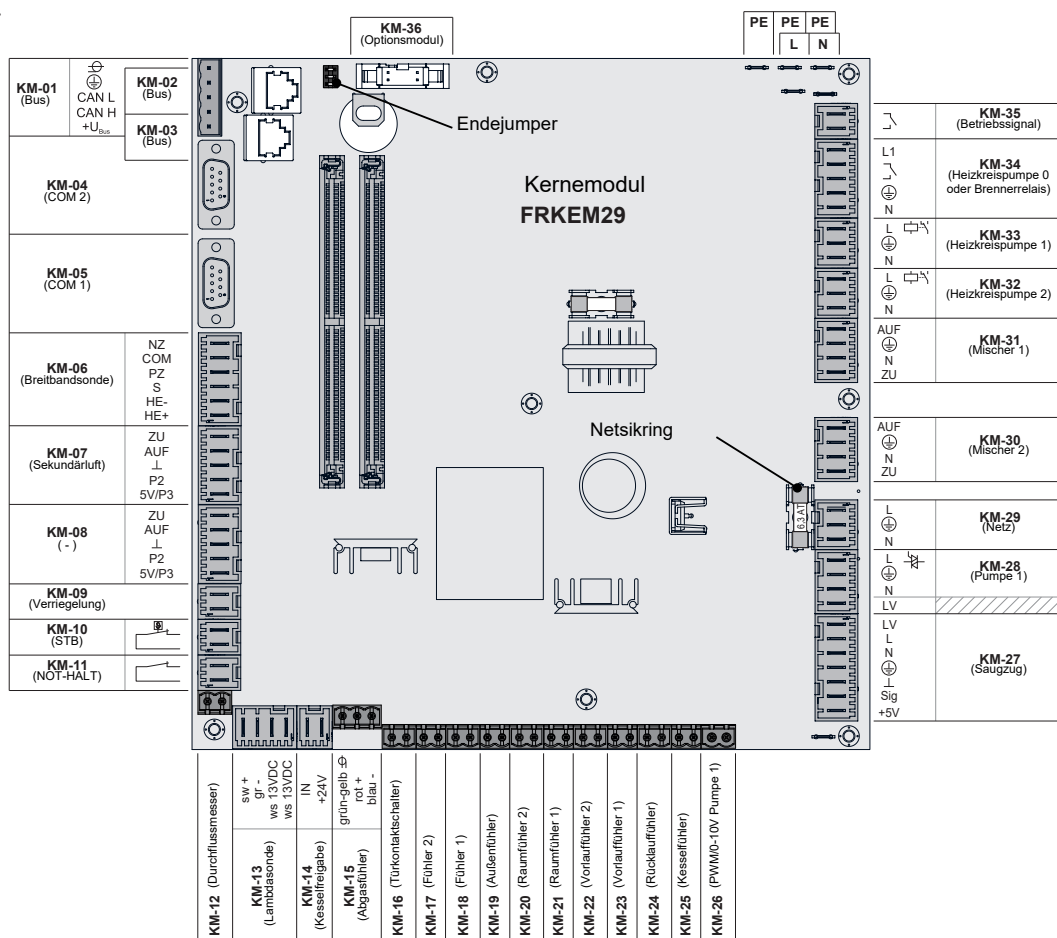 KM-36
(Optionsmodul)
PE PE PE
L N
KM-01
(Bus)
CAN L
CAN H
+U Bus
KM-02
(Bus)
KM-03
(Bus)
KM-04
(COM 2)
KM-05
(COM 1)
KM-06
(Breitbandsonde)
NZ
COM
PZ
S
HE-
HE+
KM-07
(Sekundärluft)
ZU
AUF
⊥
P2
5V/P3
KM-08
( - )
ZU
AUF
⊥
P2
5V/P3
KM-09
(Verriegelung)
KM-10
(STB)
KM-11
(NOT-HALT)
Endejumper
Kernemodul
FRKEM29
Netsikring
6,3 AT
KM-35
(Betriebssignal)
L1
N
KM-34
(Heizkreispumpe 0
oder Brennerrelais)
L
N
KM-33
(Heizkreispumpe 1)
L
N
KM-32
(Heizkreispumpe 2)
AUF
N
ZU
KM-31
(Mischer 1)
AUF
N
ZU
KM-30
(Mischer 2)
L
N
KM-29
(Netz)
L
N
LV
KM-28
(Pumpe 1)
LV
L
N
⊥
Sig
+5V
KM-27
(Saugzug)
KM-12 (Durchflussmesser)
sw +
gr -
ws 13VDC
ws 13VDC
KM-13
(Lambdasonde)
IN
+24V
KM-14
(Kesselfreigabe)
grün-gelb
rot +
blau -
KM-15
(Abgasfühler)
KM-16 (Türkontaktschalter)
KM-17 (Fühler 2)
KM-18 (Fühler 1)
KM-19 (Außenfühler)
KM-20 (Raumfühler 2)
KM-21 (Raumfühler 1)
KM-22 (Vorlauffühler 2)
KM-23 (Vorlauffühler 1)
KM-24 (Rücklauffühler)
KM-25 (Kesselfühler)
KM-26 (PWM/0-10V Pumpe 1)